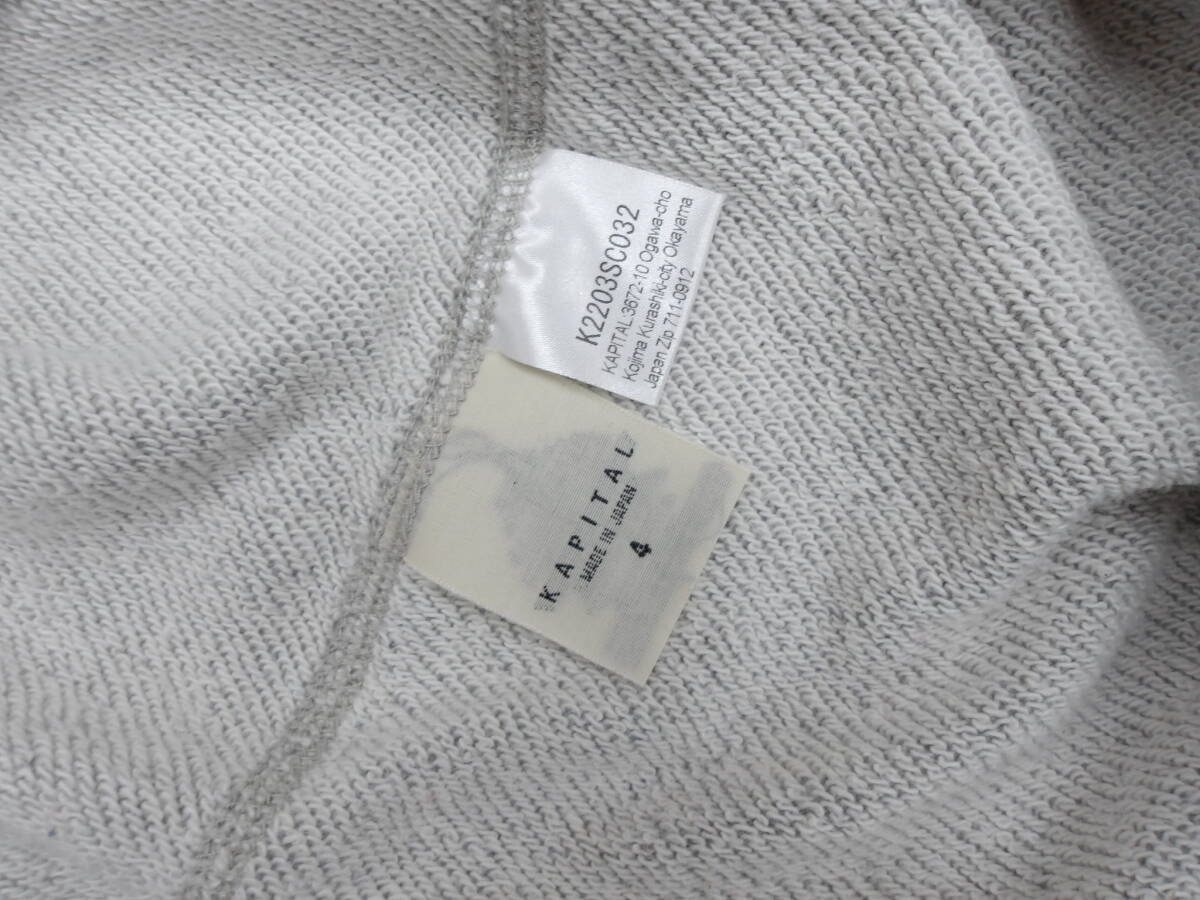 K2203SC032
KAPITAL:3672-10 Ogawa-cho
Kojima Kurashiki-city Okayama
Japan Zip 711-0912
KAPITAL
MADE IN JAPAN
4